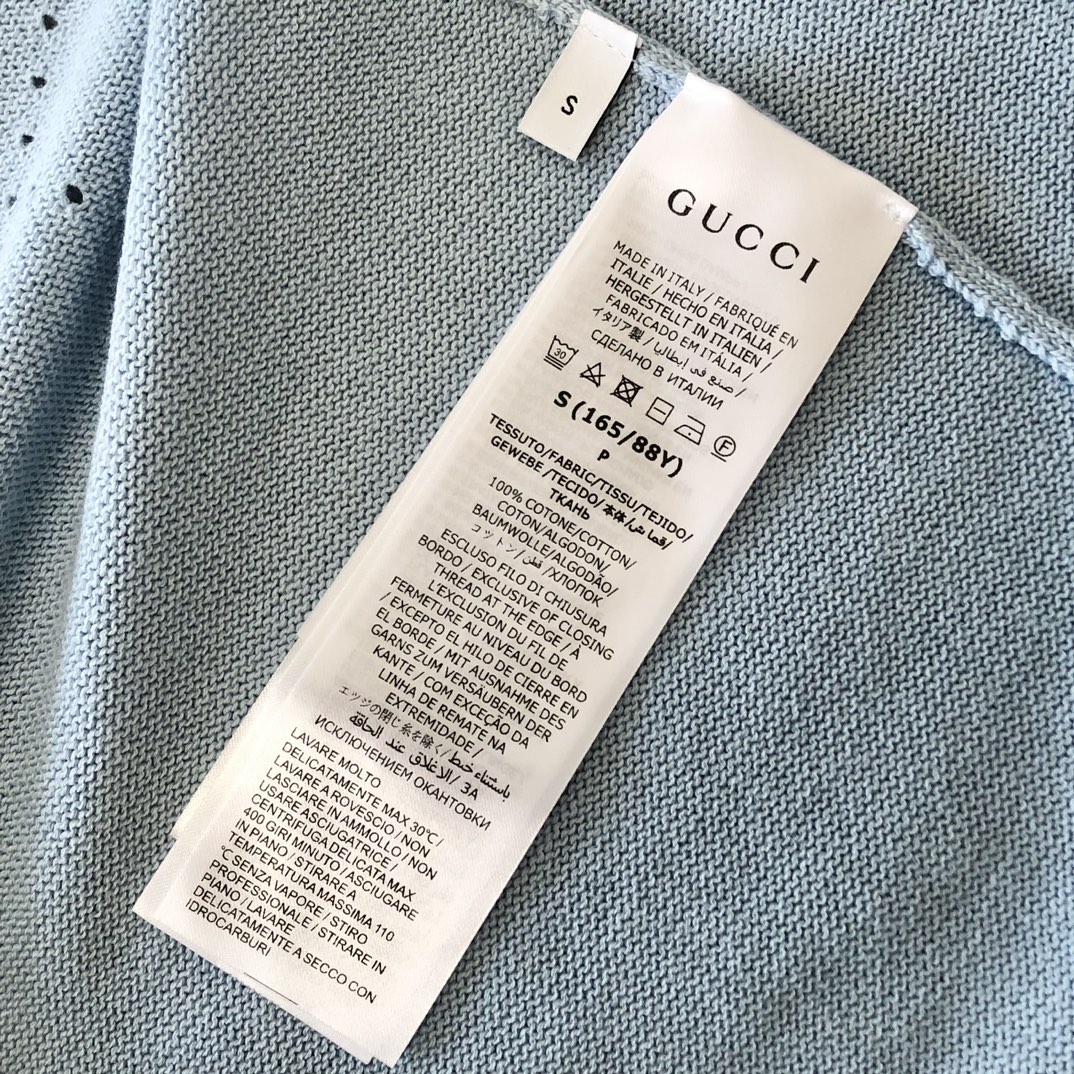 S
GUCCI
MADE IN ITALY / FABRIQUÉ EN
ITALIE / HECHO EN ITALIA /
HERGESTELLT IN ITALIEN /
FABRICADO EM ITÀLIA /
イタリア製 / صنع في إيطاليا /
СДЕЛАНО В ИТАЛИИ
30
F
S (165/88Y)
P
TESSUTO/FABRIC/TISSU/TEJIDO/
GEWEBE /TECIDO/ 本体/قماش/
ТКАНЬ
100% COTONE/COTTON/
COTON/ALGODON/
BAUMWOLLE/ALGODÃO/
コットン/قطن/ХЛОПОК
ESCLUSO FILO DI CHIUSURA
BORDO / EXCLUSIVE OF CLOSING
THREAD AT THE EDGE / À
L'EXCLUSION DU FIL DE
FERMETURE AU NIVEAU DU BORD
/ EXCEPTO EL HILO DE CIERRE EN
EL BORDE / MIT AUSNAHME DES
GARNS ZUM VERSÄUBERN DER
KANTE / COM EXCEÇÃO DA
LINHA DE REMATE NA
EXTREMIDADE /
エッジの閉じ糸を除く/
باستثناء خيط الإغلاق عند الحافة / ЗА
ИСКЛЮЧЕНИЕМ ОКАНТОВКИ
LAVARE MOLTO
DELICATAMENTE MAX 30°C/
LAVARE A ROVESCIO / NON
LASCIARE IN AMMOLLO / NON
USARE ASCIUGATRICE /
CENTRIFUGA DELICATA MAX
400 GIRI MINUTO / ASCIUGARE
IN PIANO / STIRARE A
TEMPERATURA MASSIMA 110
°C SENZA VAPORE / STIRO
PROFESSIONALE / STIRARE IN
PIANO / LAVARE
DELICATAMENTE A SECCO CON
IDROCARBURI